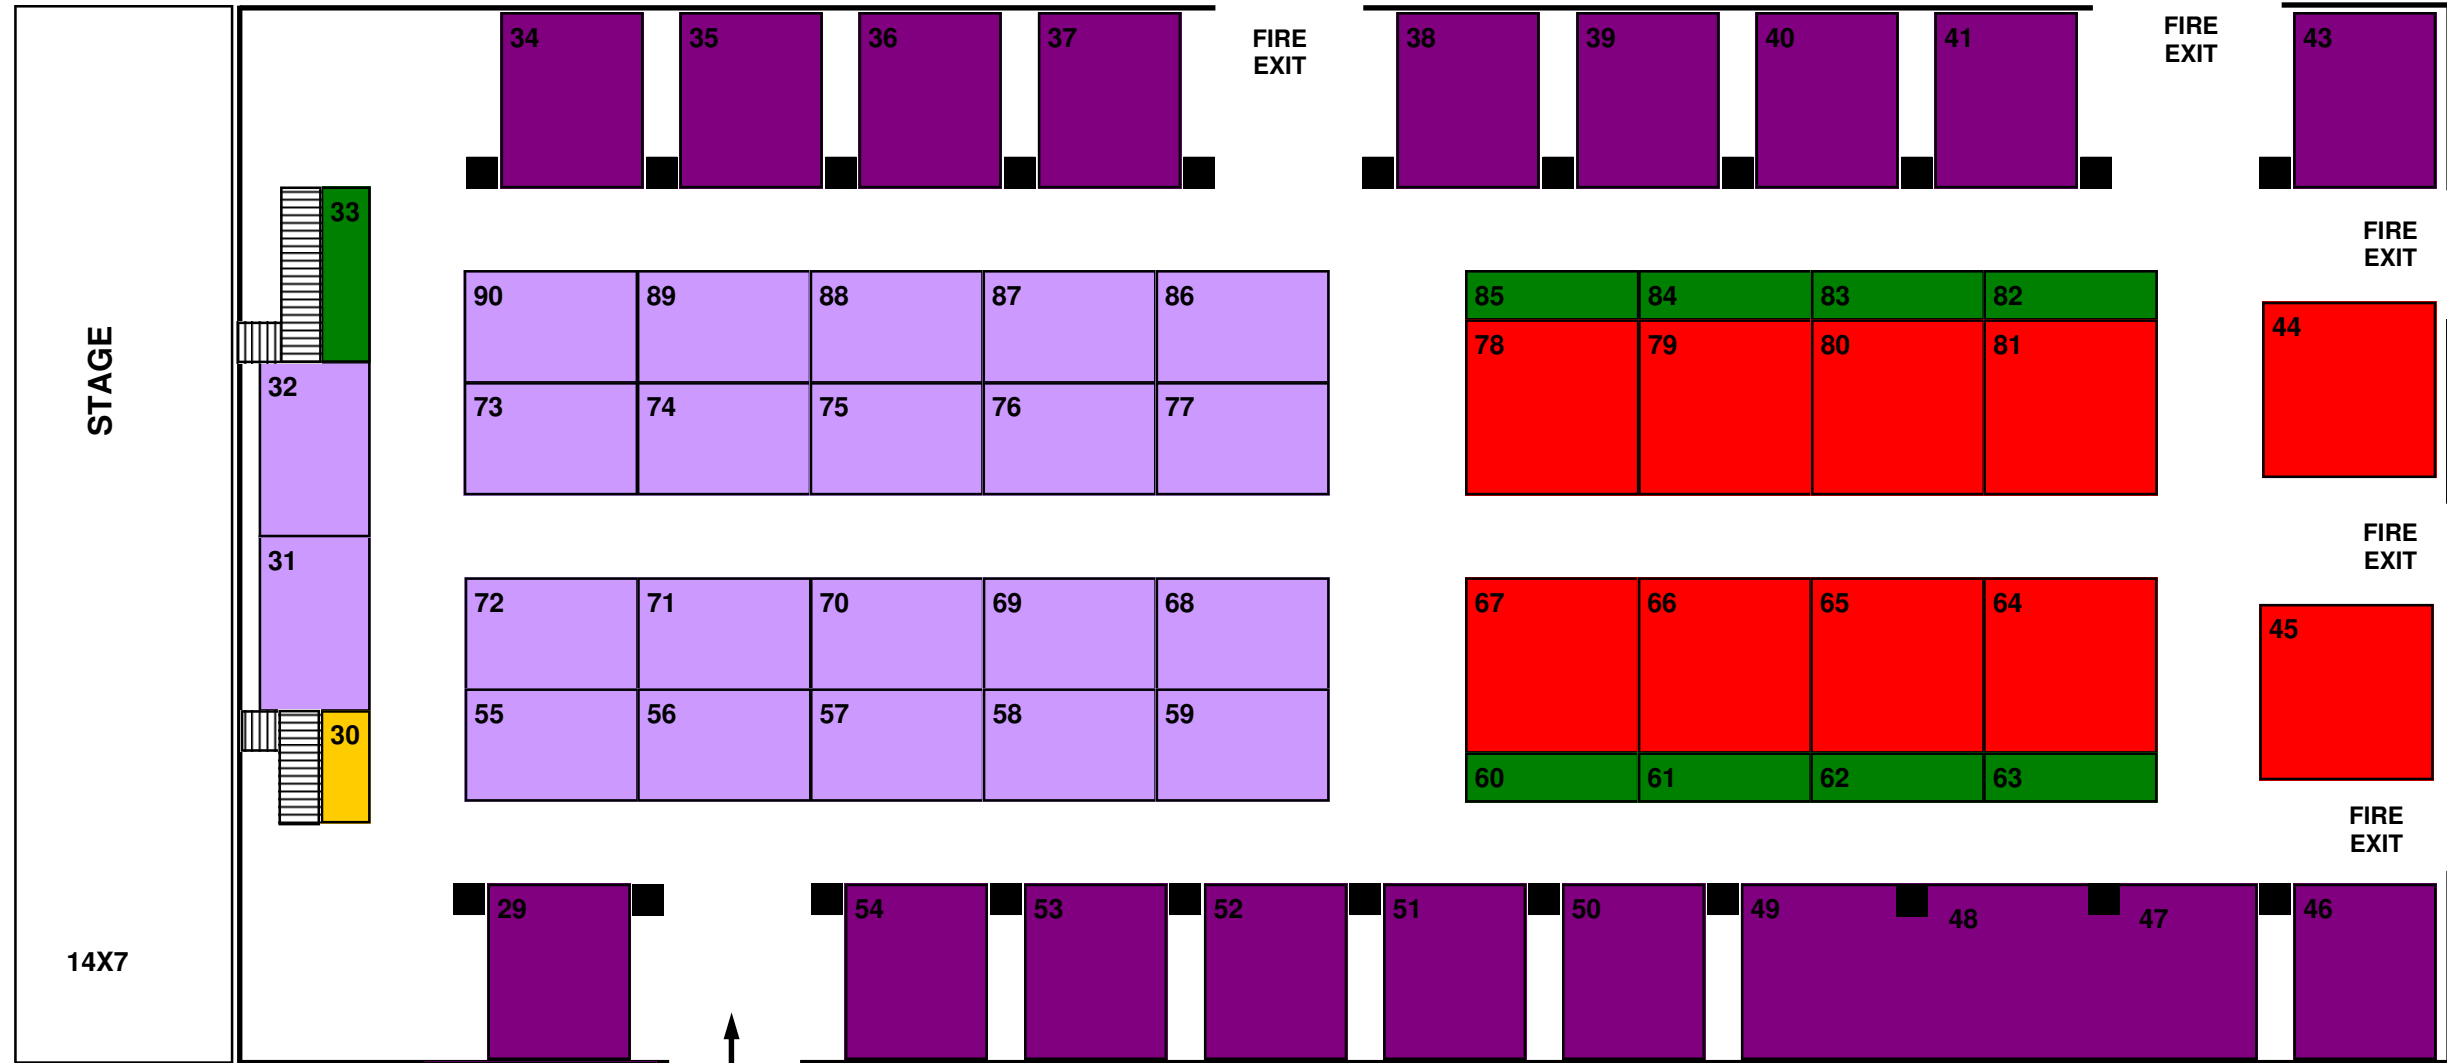 34 35 36 37 FIRE 38 39 40 41 FIRE 43
EXIT EXIT
33 FIRE
EXIT
90 89 88 87 86 85 84 83 82
44
78 79 80 81
STAGE
32
73 74 75 76 77
FIRE
EXIT
31
72 71 70 69 68 67 66 65 64
45
55 56 57 58 59
30
60 61 62 63
FIRE
EXIT
29 54 53 52 51 50 49 48 47 46
14X7